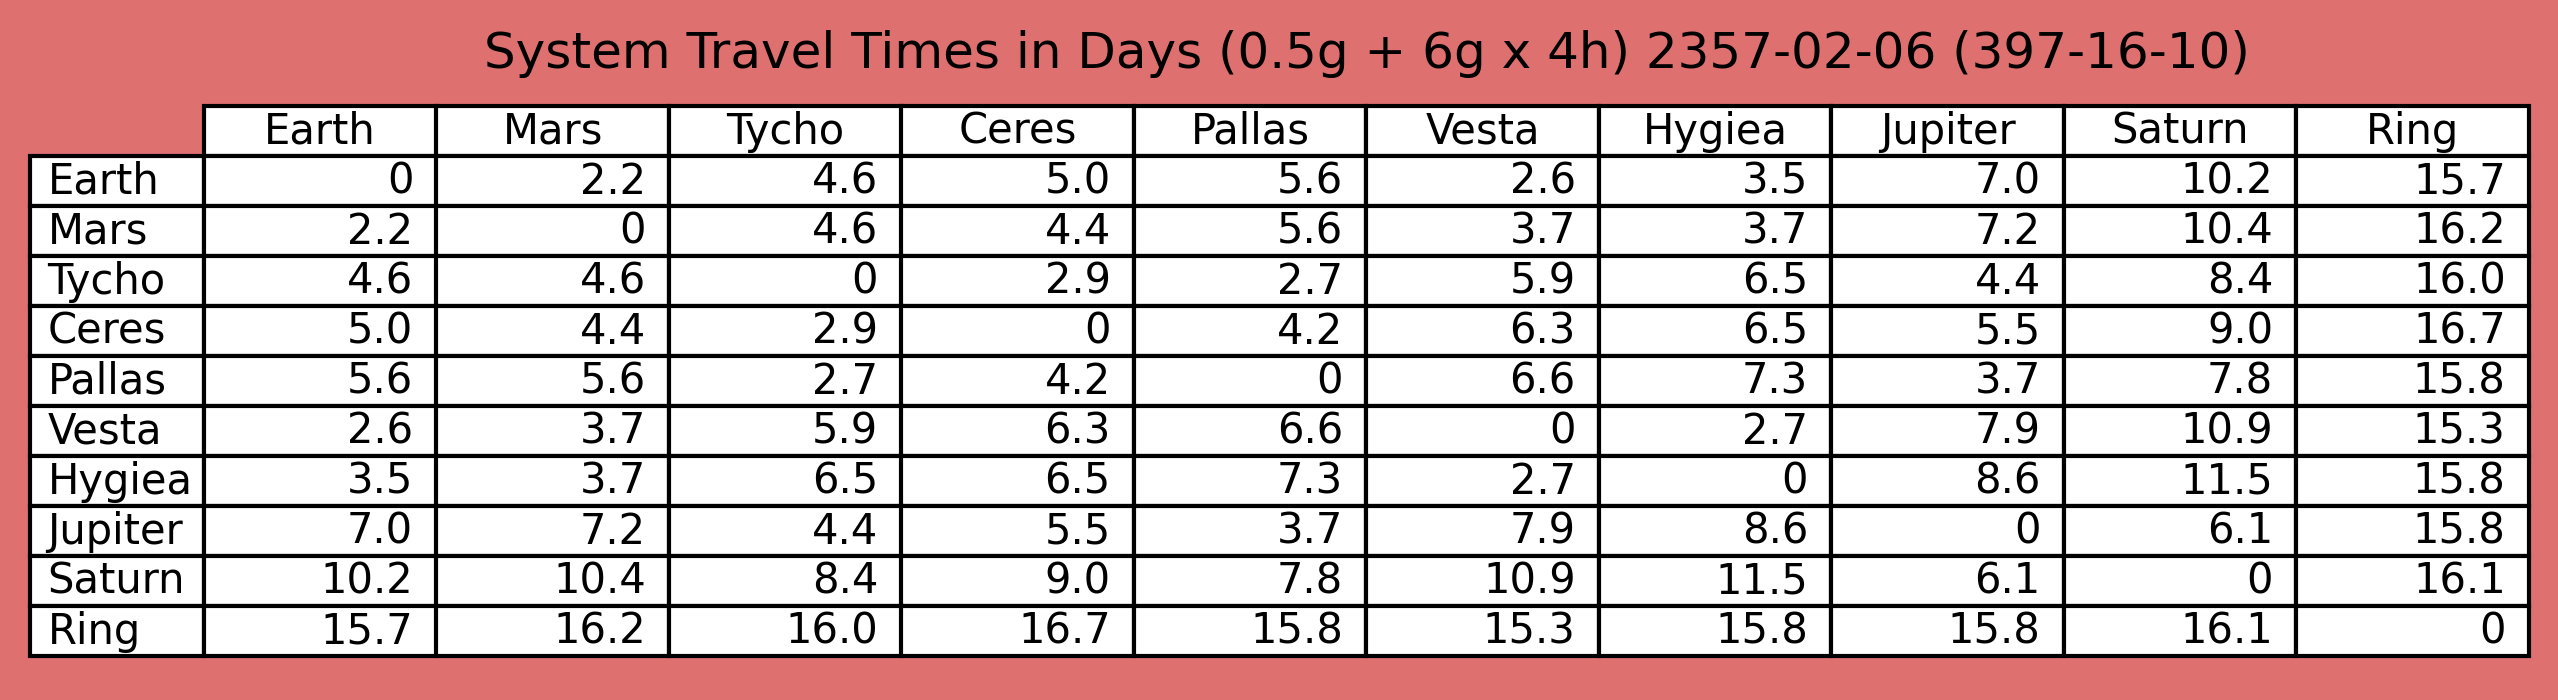 System Travel Times in Days (0.5g + 6g x 4h) 2357-02-06 (397-16-10)
Earth Mars Tycho Ceres Pallas Vesta Hygiea Jupiter Saturn Ring
Earth 0 2.2 4.6 5.0 5.6 2.6 3.5 7.0 10.2 15.7
Mars 2.2 0 4.6 4.4 5.6 3.7 3.7 7.2 10.4 16.2
Tycho 4.6 4.6 0 2.9 2.7 5.9 6.5 4.4 8.4 16.0
Ceres 5.0 4.4 2.9 0 4.2 6.3 6.5 5.5 9.0 16.7
Pallas 5.6 5.6 2.7 4.2 0 6.6 7.3 3.7 7.8 15.8
Vesta 2.6 3.7 5.9 6.3 6.6 0 2.7 7.9 10.9 15.3
Hygiea 3.5 3.7 6.5 6.5 7.3 2.7 0 8.6 11.5 15.8
Jupiter 7.0 7.2 4.4 5.5 3.7 7.9 8.6 0 6.1 15.8
Saturn 10.2 10.4 8.4 9.0 7.8 10.9 11.5 6.1 0 16.1
Ring 15.7 16.2 16.0 16.7 15.8 15.3 15.8 15.8 16.1 0